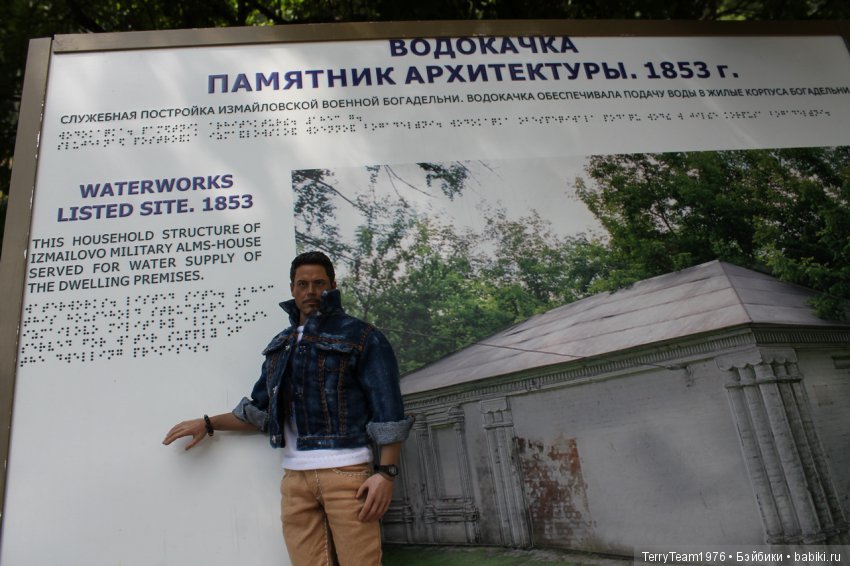 ВОДОКАЧКА
ПАМЯТНИК АРХИТЕКТУРЫ. 1853 г.
СЛУЖЕБНАЯ ПОСТРОЙКА ИЗМАЙЛОВСКОЙ ВОЕННОЙ БОГАДЕЛЬНИ. ВОДОКАЧКА ОБЕСПЕЧИВАЛА ПОДАЧУ ВОДЫ В ЖИЛЫЕ КОРПУСА БОГАДЕЛЬНИ
WATERWORKS
LISTED SITE. 1853
THIS HOUSEHOLD STRUCTURE OF
IZMAILOVO MILITARY ALMS-HOUSE
SERVED FOR WATER SUPPLY OF
THE DWELLING PREMISES.
TerryTeam1976 • Бэйбики • babiki.ru